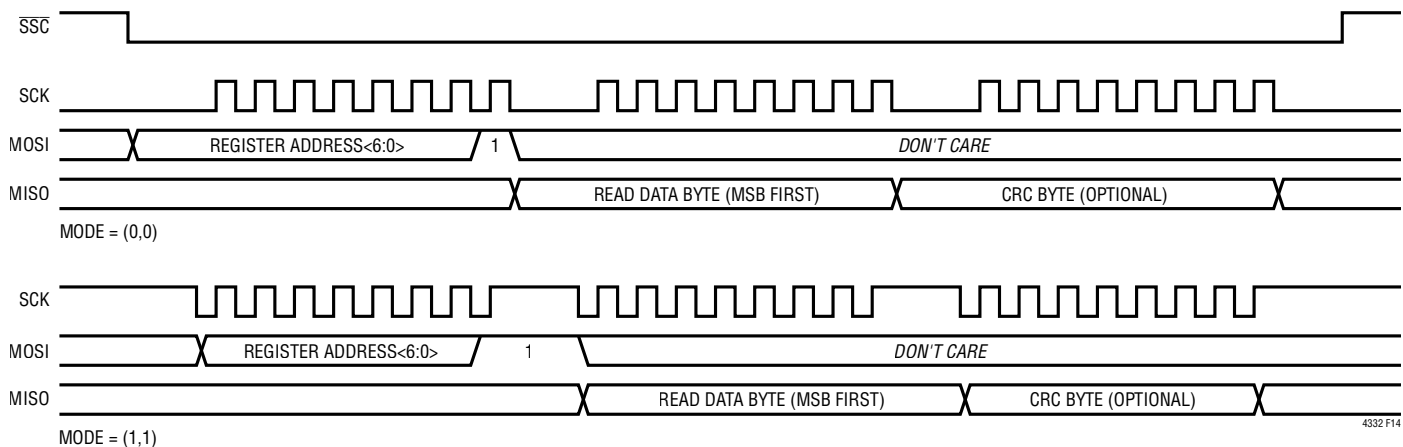 SSC
SCK
MOSI REGISTER ADDRESS<6:0> 1 DON'T CARE
MISO READ DATA BYTE (MSB FIRST) CRC BYTE (OPTIONAL)
MODE = (0,0)
SCK
MOSI REGISTER ADDRESS<6:0> 1 DON'T CARE
MISO READ DATA BYTE (MSB FIRST) CRC BYTE (OPTIONAL)
4332 F14
MODE = (1,1)